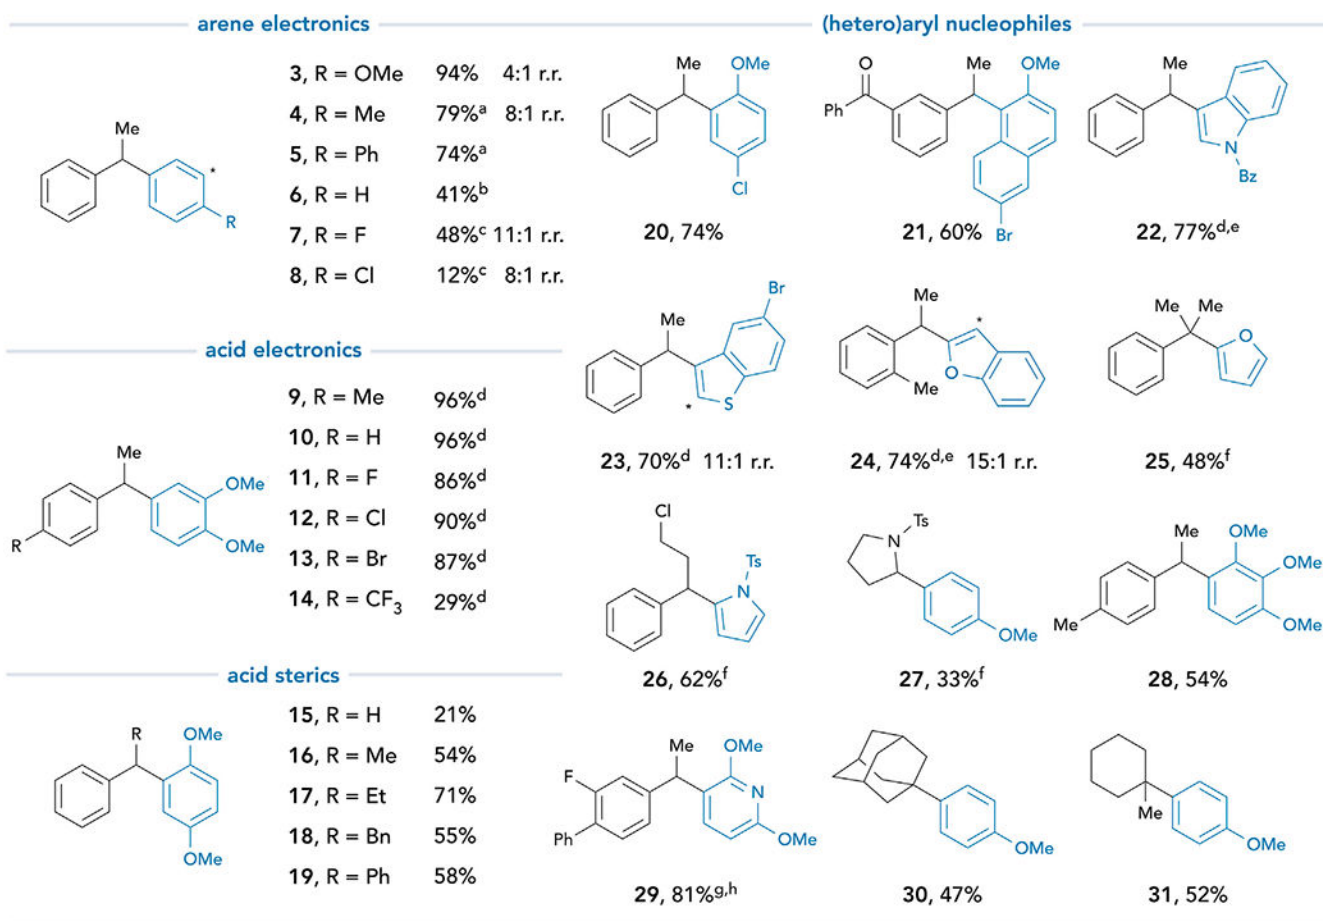 arene electronics
Me
R
*
3, R = OMe 94% 4:1 r.r.
4, R = Me 79%ᵃ 8:1 r.r.
5, R = Ph 74%ᵃ
6, R = H 41%ᵇ
7, R = F 48%ᶜ 11:1 r.r.
8, R = Cl 12%ᶜ 8:1 r.r.
acid electronics
Me
OMe
OMe
R
9, R = Me 96%ᵈ
10, R = H 96%ᵈ
11, R = F 86%ᵈ
12, R = Cl 90%ᵈ
13, R = Br 87%ᵈ
14, R = CF₃ 29%ᵈ
acid sterics
R
OMe
OMe
15, R = H 21%
16, R = Me 54%
17, R = Et 71%
18, R = Bn 55%
19, R = Ph 58%
(hetero)aryl nucleophiles
Me OMe
Cl
20, 74%
O
Ph
Me OMe
Br
21, 60%
Me
N
Bz
22, 77%ᵈ,ᵉ
Br
Me
* S
23, 70%ᵈ 11:1 r.r.
Me
*
O
Me
24, 74%ᵈ,ᵉ 15:1 r.r.
Me Me
O
25, 48%ᶠ
Cl
Ts
N
26, 62%ᶠ
Ts
N
OMe
27, 33%ᶠ
Me OMe
OMe
OMe
Me
28, 54%
Me OMe
F
N
Ph
OMe
29, 81%ᵍ,ʰ
OMe
30, 47%
Me
OMe
31, 52%